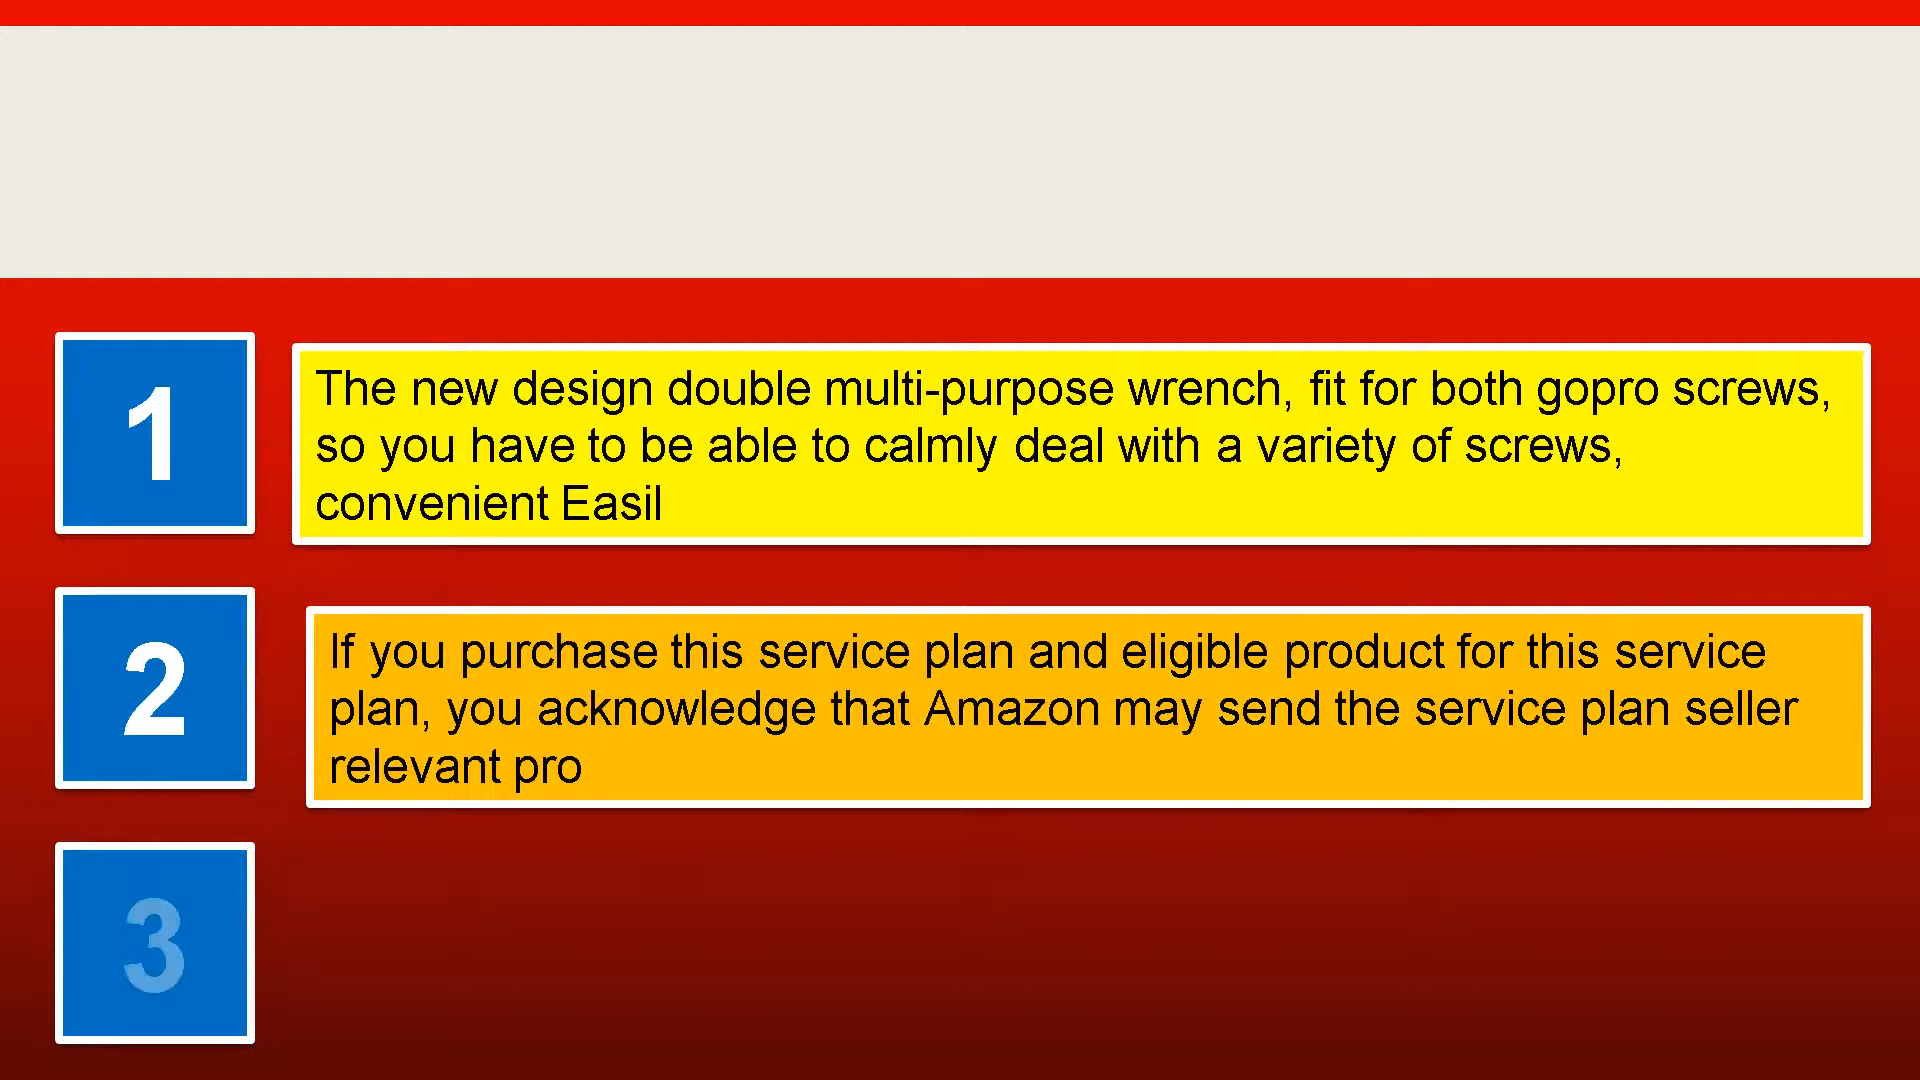 1
The new design double multi-purpose wrench, fit for both gopro screws,
so you have to be able to calmly deal with a variety of screws,
convenient Easil
2
If you purchase this service plan and eligible product for this service
plan, you acknowledge that Amazon may send the service plan seller
relevant pro
3